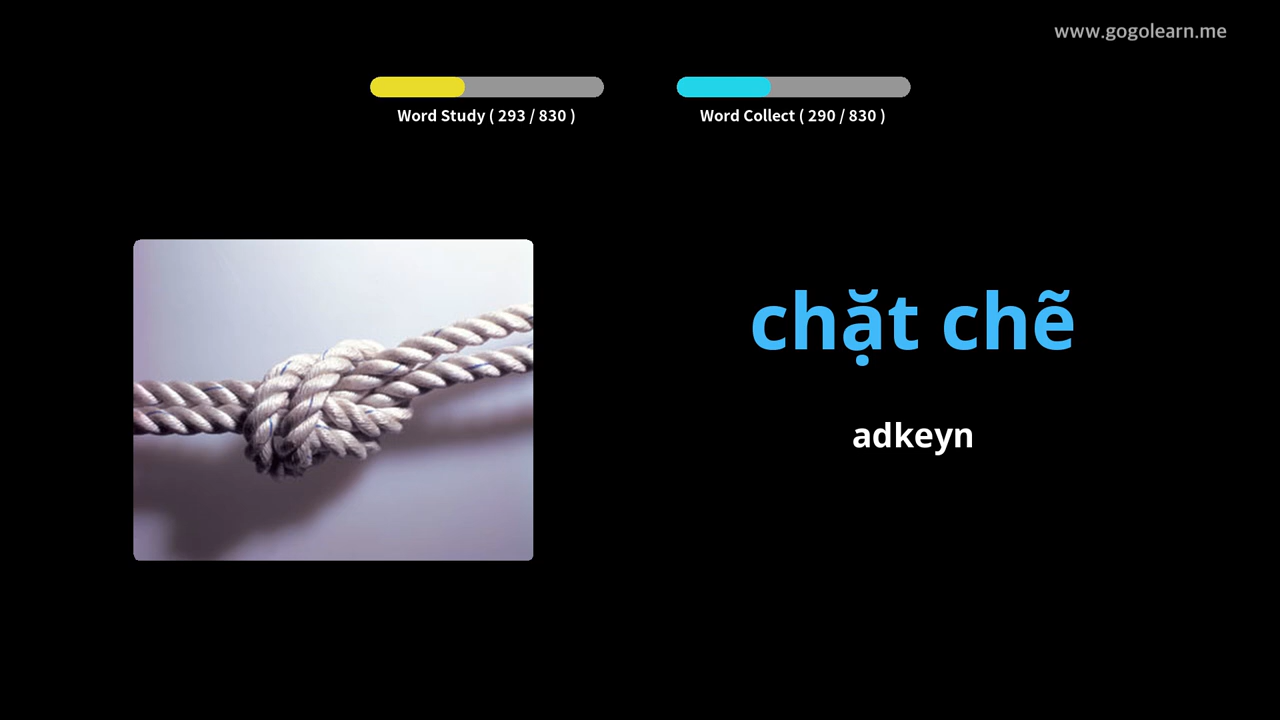 www.gogolearn.me
Word Study ( 293 / 830 )
Word Collect ( 290 / 830 )
chặt chẽ
adkeyn